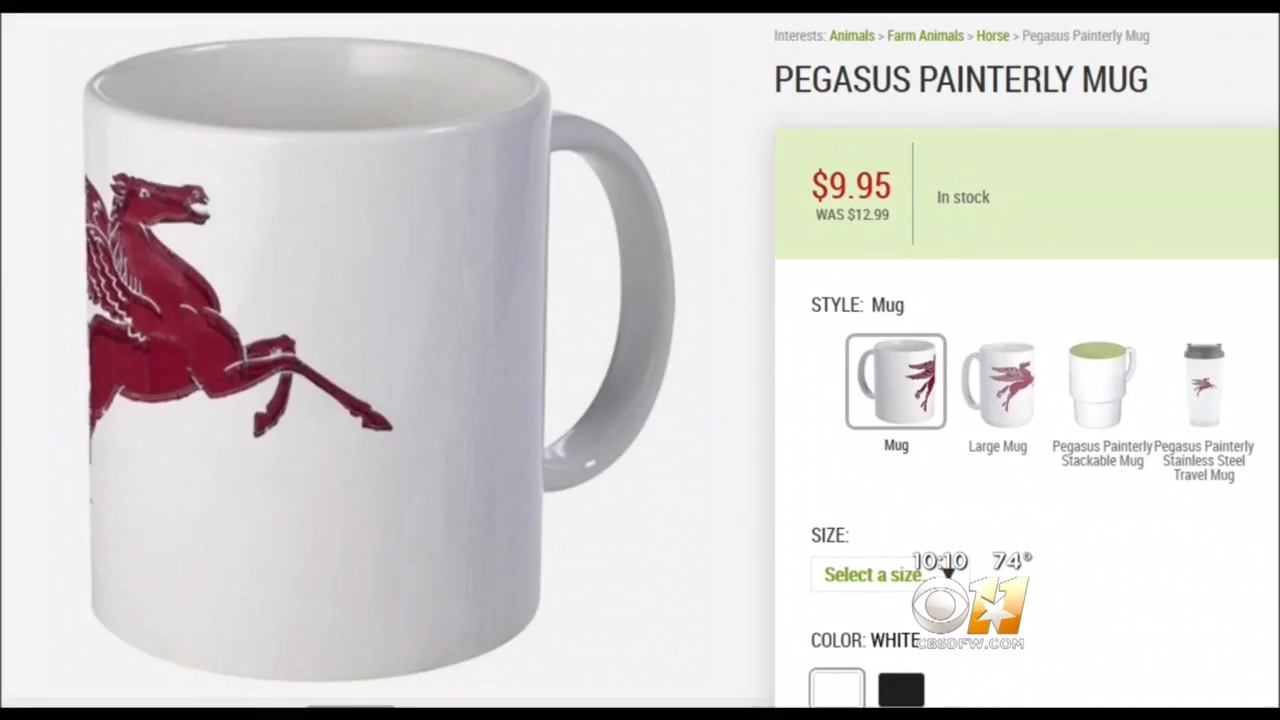 Interests: Animals > Farm Animals > Horse > Pegasus Painterly Mug
PEGASUS PAINTERLY MUG
$9.95
WAS $12.99
In stock
STYLE: Mug
Mug
Large Mug
Pegasus Painterly
Stackable Mug
Pegasus Painterly
Stainless Steel
Travel Mug
SIZE:
Select a size
10:10 74°
11
CBSDFW.COM
COLOR: WHITE